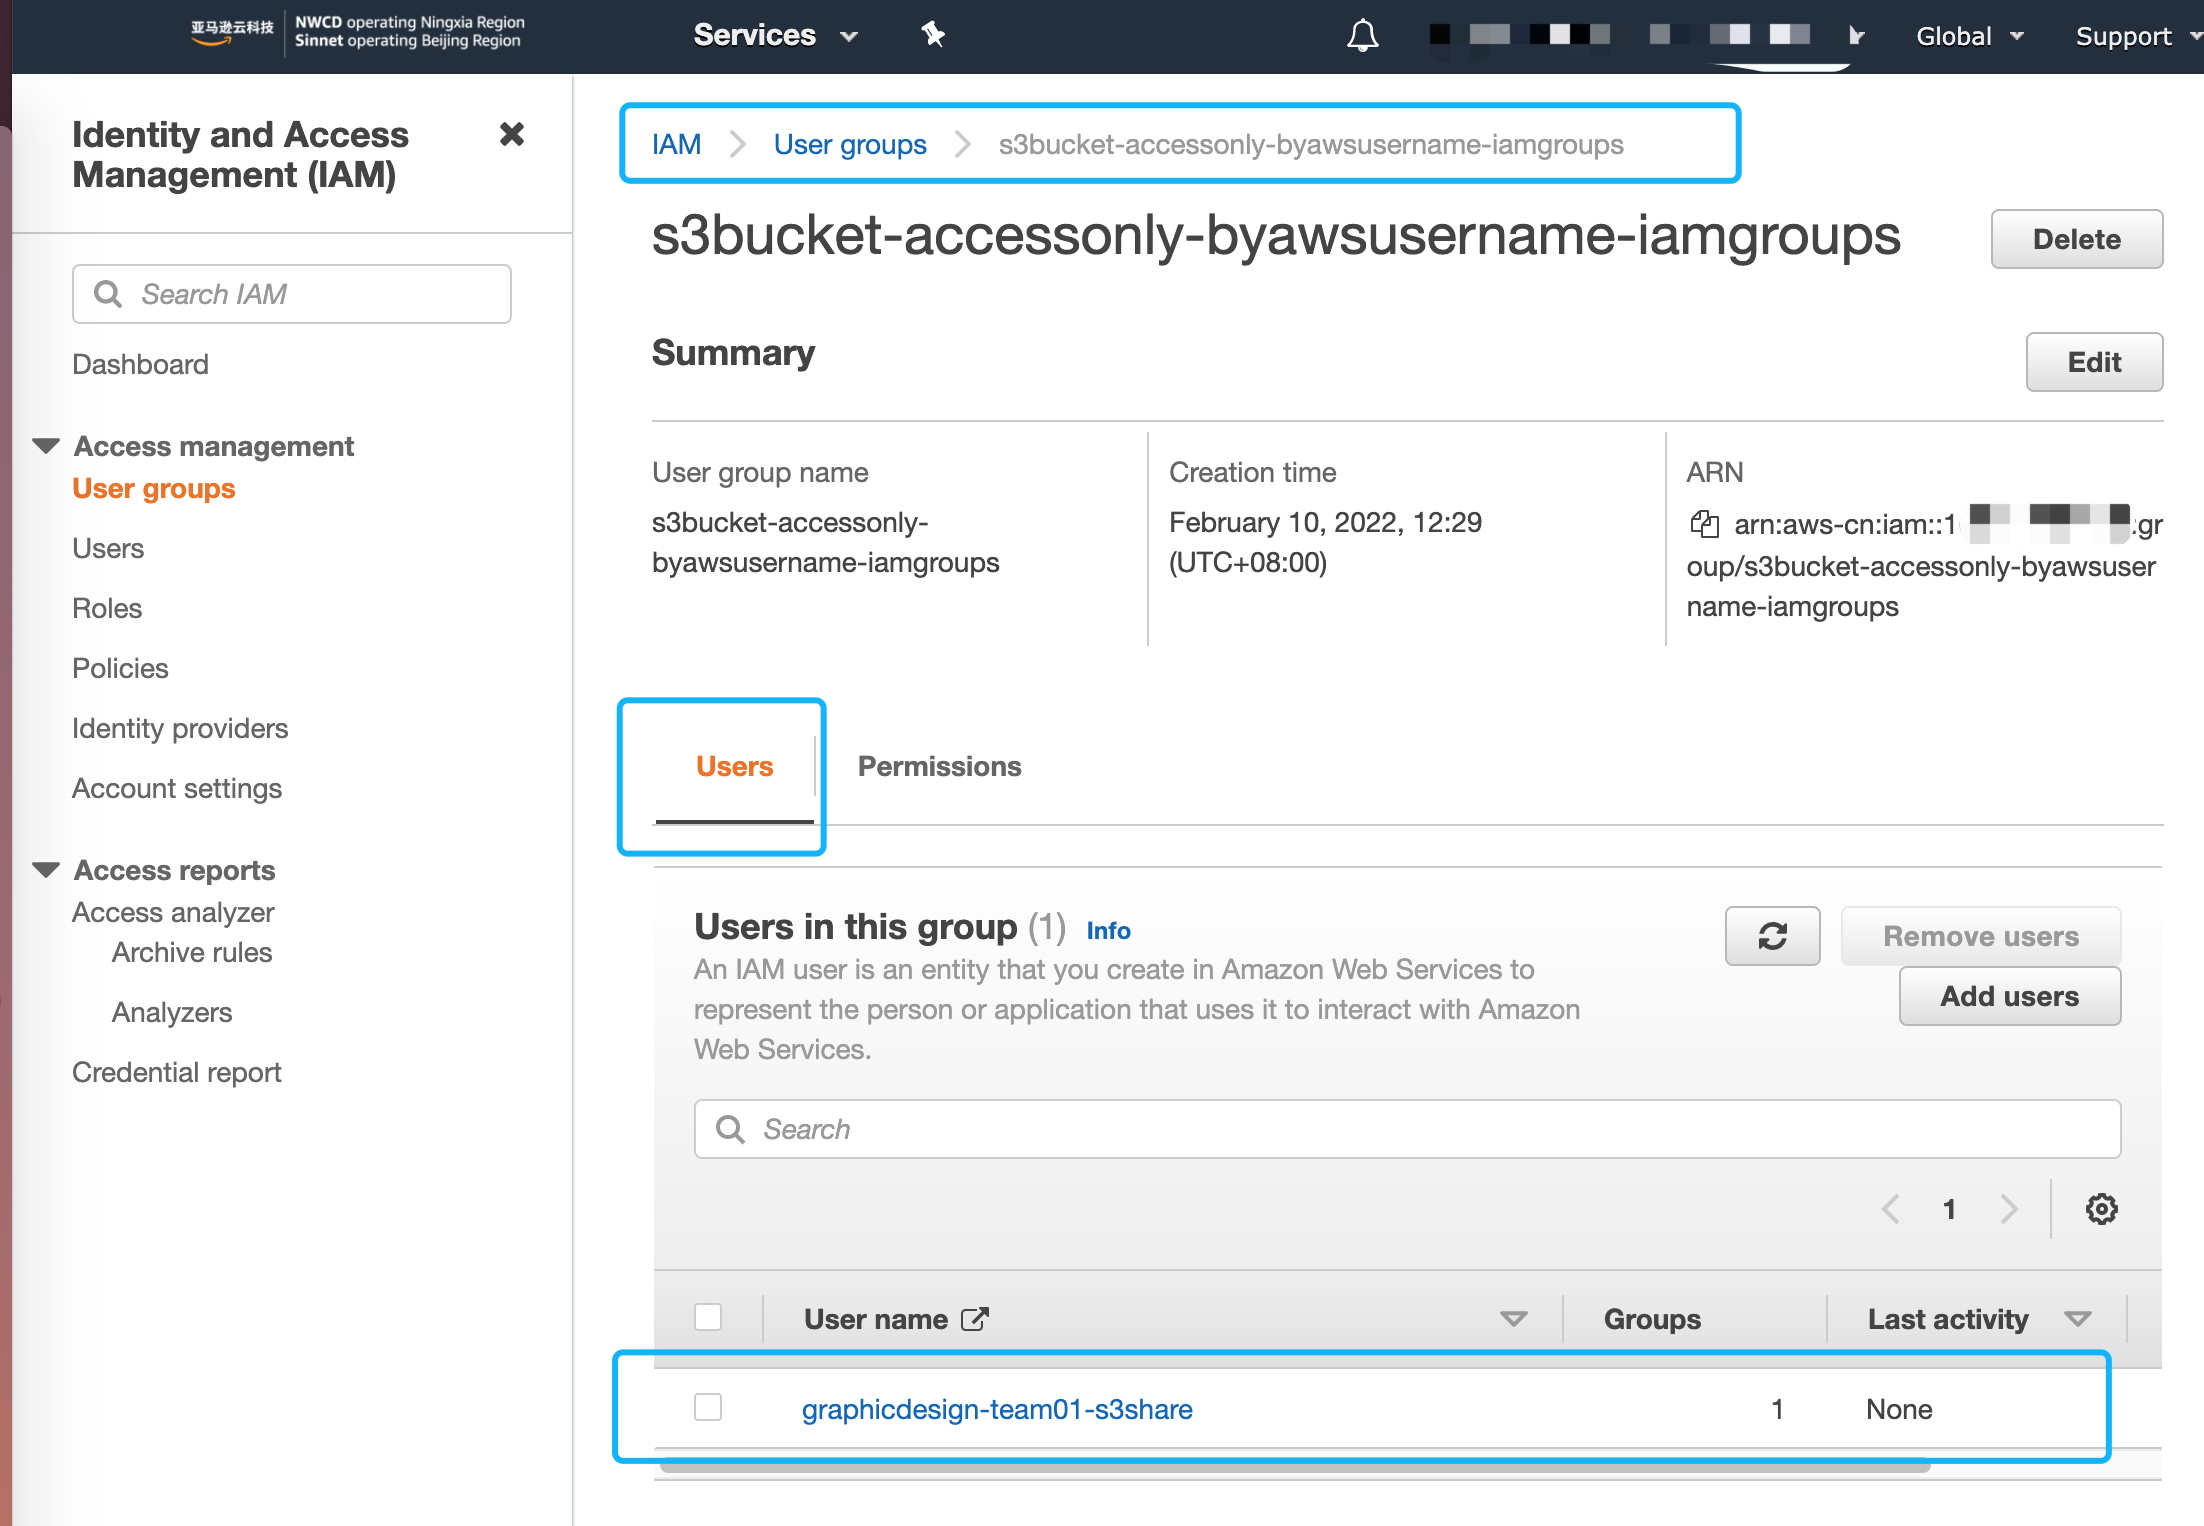 亚马逊云科技
NWCD operating Ningxia Region
Sinnet operating Beijing Region
Services
Global
Support
Identity and Access
Management (IAM)
Search IAM
Dashboard
Access management
User groups
Users
Roles
Policies
Identity providers
Account settings
Access reports
Access analyzer
Archive rules
Analyzers
Credential report
IAM
User groups
s3bucket-accessonly-byawsusername-iamgroups
s3bucket-accessonly-byawsusername-iamgroups
Delete
Summary
Edit
User group name
s3bucket-accessonly-
byawsusername-iamgroups
Creation time
February 10, 2022, 12:29
(UTC+08:00)
ARN
arn:aws-cn:iam::1 :gr
oup/s3bucket-accessonly-byawsuser
name-iamgroups
Users
Permissions
Users in this group (1) Info
An IAM user is an entity that you create in Amazon Web Services to
represent the person or application that uses it to interact with Amazon
Web Services.
Remove users
Add users
Search
1
User name
Groups
Last activity
graphicdesign-team01-s3share
1
None